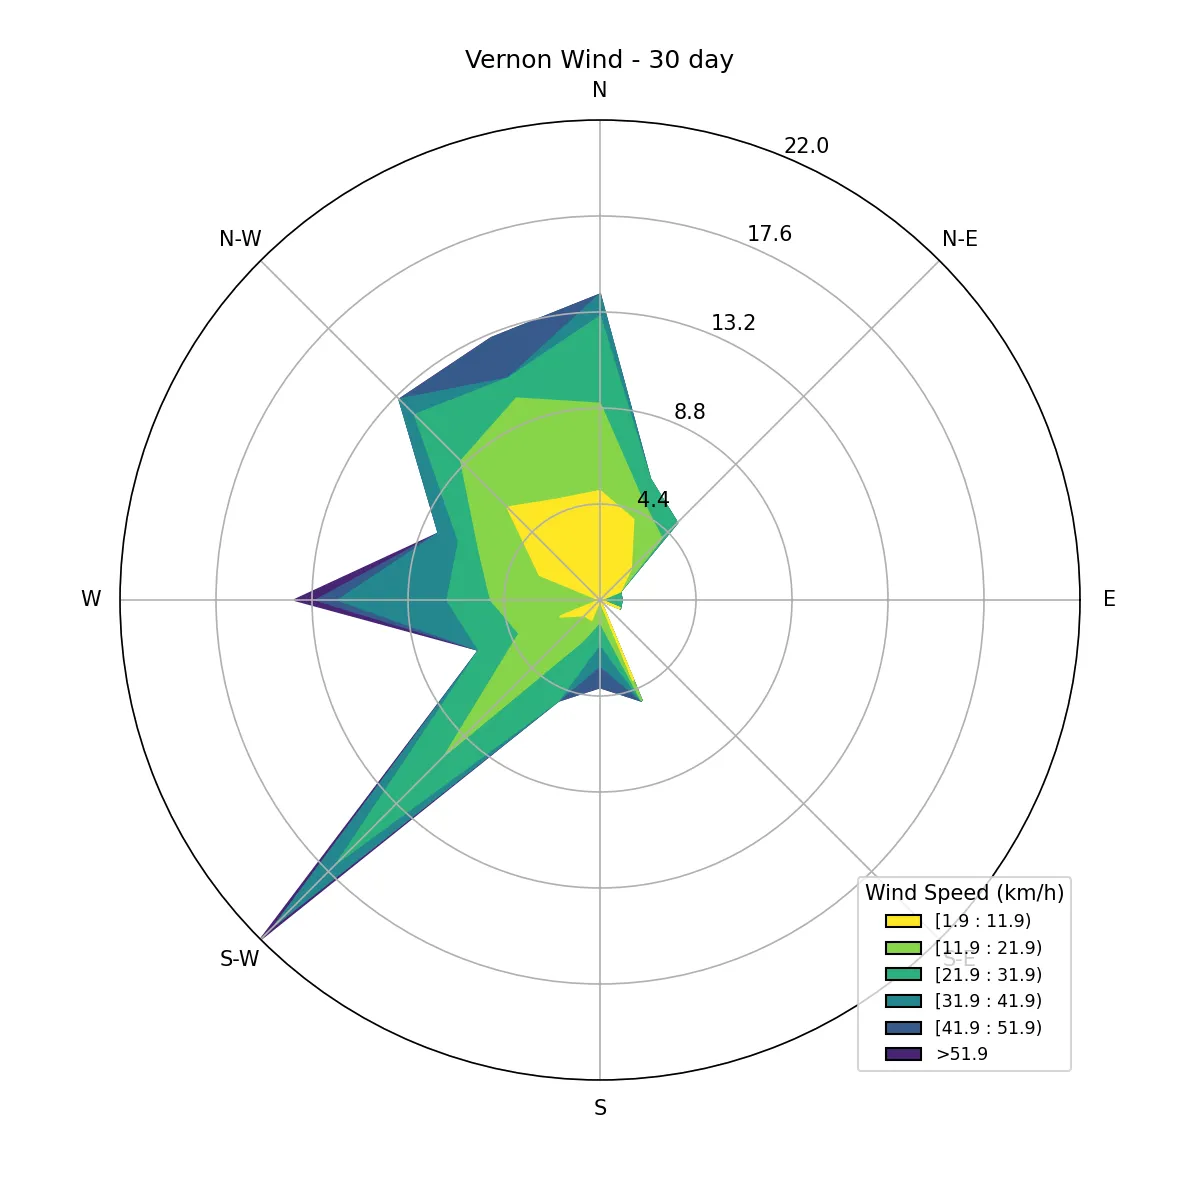 Vernon Wind - 30 day
N
22.0
N-W
17.6
N-E
13.2
8.8
4.4
W
E
S-W
S-E
S
Wind Speed (km/h)
[1.9 : 11.9)
[11.9 : 21.9)
[21.9 : 31.9)
[31.9 : 41.9)
[41.9 : 51.9)
>51.9